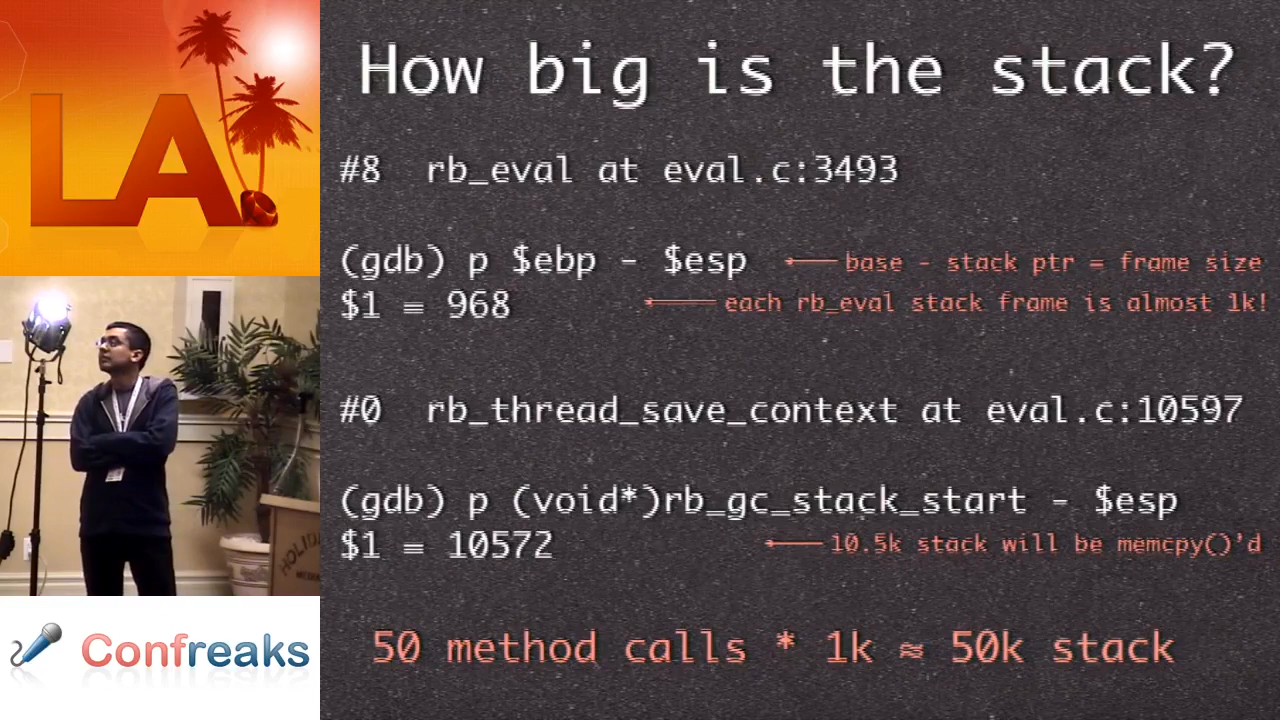 LA
How big is the stack?
#8 rb_eval at eval.c:3493
(gdb) p $ebp - $esp
base - stack ptr = frame size
$1 = 968
each rb_eval stack frame is almost 1k!
#0 rb_thread_save_context at eval.c:10597
(gdb) p (void*)rb_gc_stack_start - $esp
$1 = 10572
10.5k stack will be memcpy()'d
50 method calls * 1k ≈ 50k stack
Confreaks